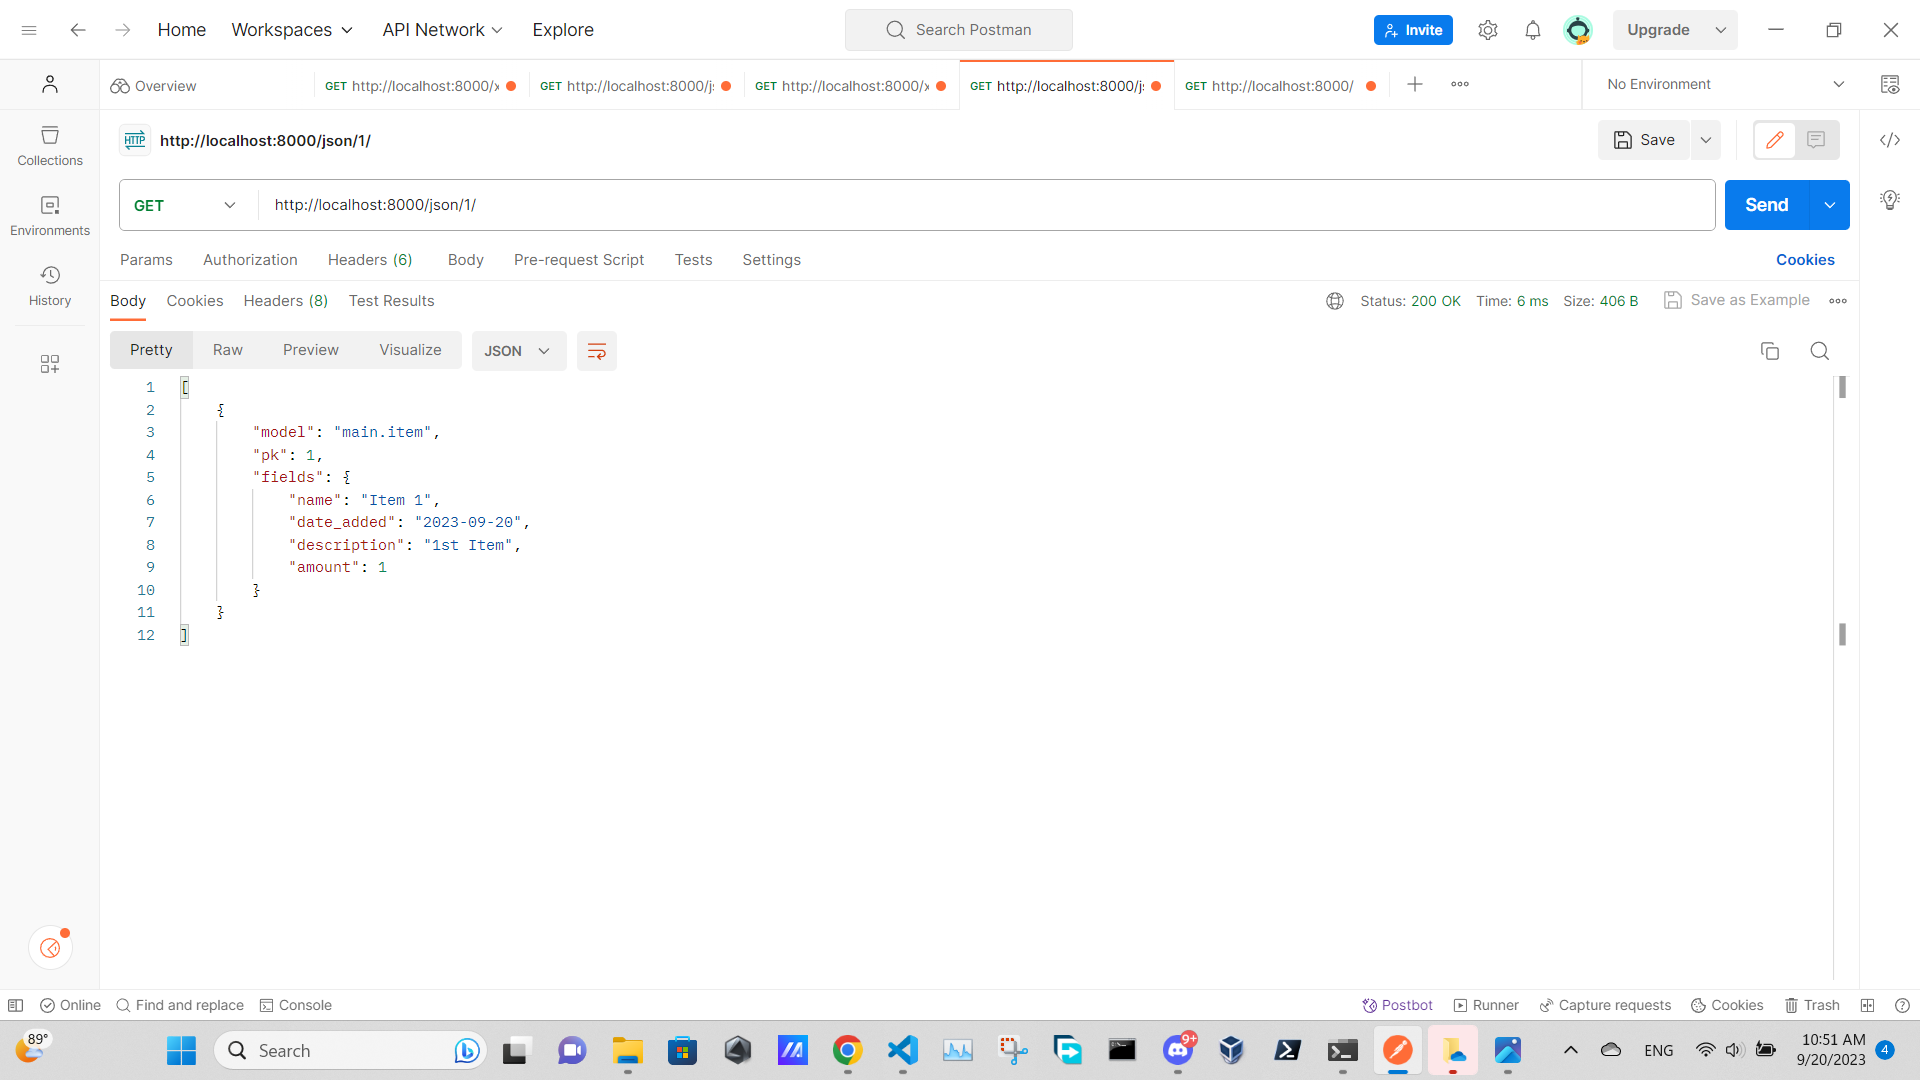 Home Workspaces API Network Explore Search Postman Invite Upgrade
Overview GET http://localhost:8000/x GET http://localhost:8000/j GET http://localhost:8000/x GET http://localhost:8000/j GET http://localhost:8000/ No Environment
HTTP http://localhost:8000/json/1/ Save
Collections
GET http://localhost:8000/json/1/ Send
Environments
Params Authorization Headers (6) Body Pre-request Script Tests Settings Cookies
History
Body Cookies Headers (8) Test Results Status: 200 OK Time: 6 ms Size: 406 B Save as Example
Pretty Raw Preview Visualize JSON
1 [
2 {
3 "model": "main.item",
4 "pk": 1,
5 "fields": {
6 "name": "Item 1",
7 "date_added": "2023-09-20",
8 "description": "1st Item",
9 "amount": 1
10 }
11 }
12 ]
Online Find and replace Console Postbot Runner Capture requests Cookies Trash
89° Search 9+ ENG 10:51 AM 4
9/20/2023